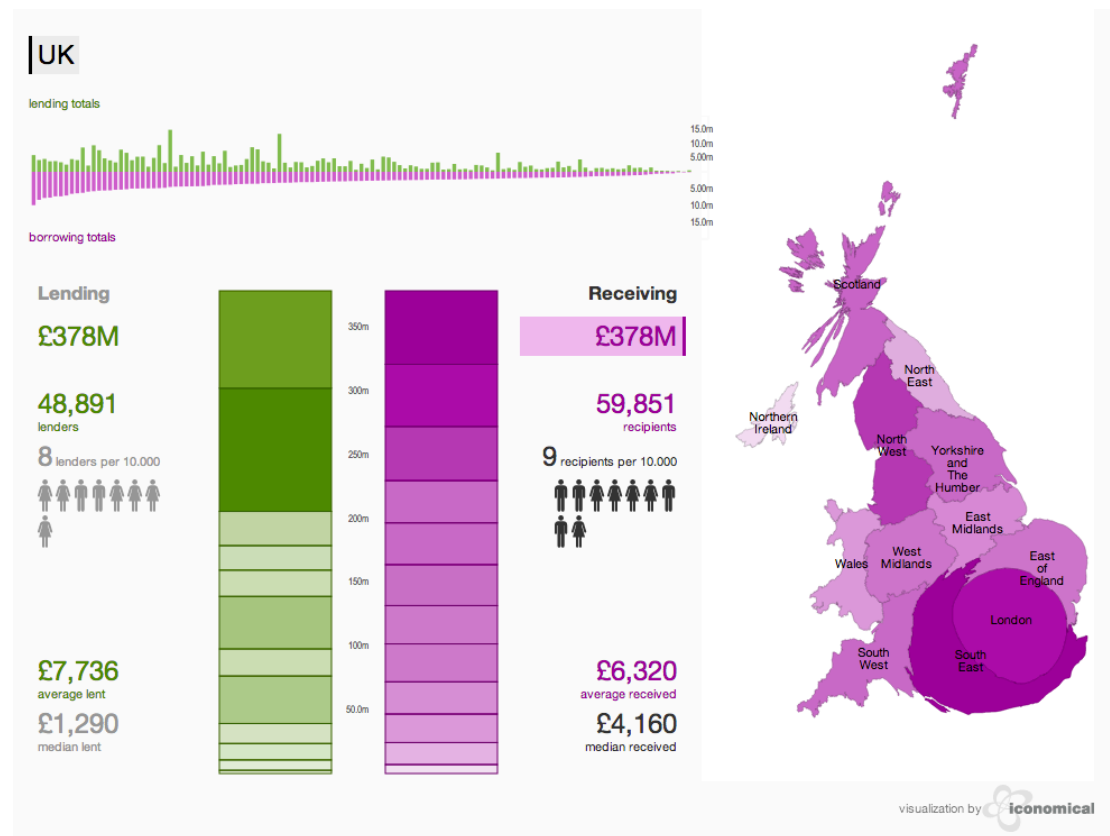 UK
lending totals
15.0m
10.0m
5.00m
5.00m
10.0m
15.0m
borrowing totals
Lending
£378M
48,891
lenders
8 lenders per 10.000
£7,736
average lent
£1,290
median lent
350m
300m
250m
200m
150m
100m
50.0m
Receiving
£378M
59,851
recipients
9 recipients per 10.000
£6,320
average received
£4,160
median received
Scotland
North
East
Northern
Ireland
North
West
Yorkshire
and
The
Humber
East
Midlands
Wales
West
Midlands
East
of
England
London
South
West
South
East
visualization by iconomical